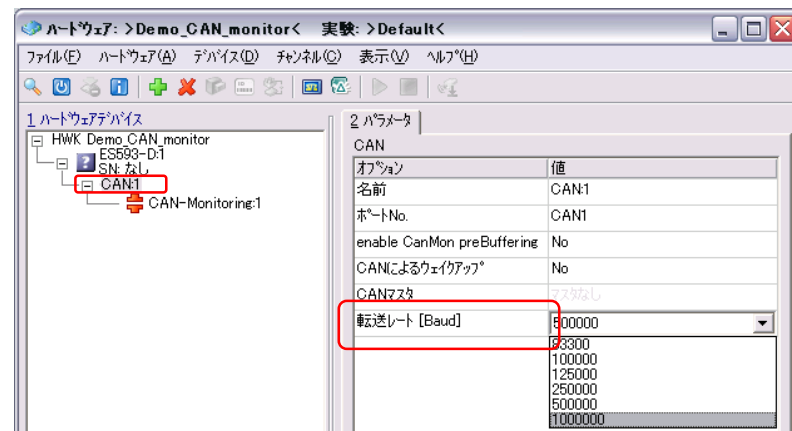 ﾊｰﾄﾞｳｪｱ: >Demo_CAN_monitor<   実験: >Default<
ﾌｧｲﾙ(F) ﾊｰﾄﾞｳｪｱ(A) ﾃﾞﾊﾞｲｽ(D) ﾁｬﾝﾈﾙ(C) 表示(V) ﾍﾙﾌﾟ(H)
1 ﾊｰﾄﾞｳｪｱﾃﾞﾊﾞｲｽ
HWK Demo_CAN_monitor
ES593-D:1
SN: なし
CAN:1
CAN-Monitoring:1
2 ﾊﾟﾗﾒｰﾀ
CAN
ｵﾌﾟｼｮﾝ 値
名前 CAN:1
ﾎﾟｰﾄNo. CAN1
enable CanMon preBuffering No
CANによるｳｪｲｸｱｯﾌﾟ No
CANﾏｽﾀ ﾏｽﾀなし
転送ﾚｰﾄ [Baud] 500000
83300
100000
125000
250000
500000
1000000